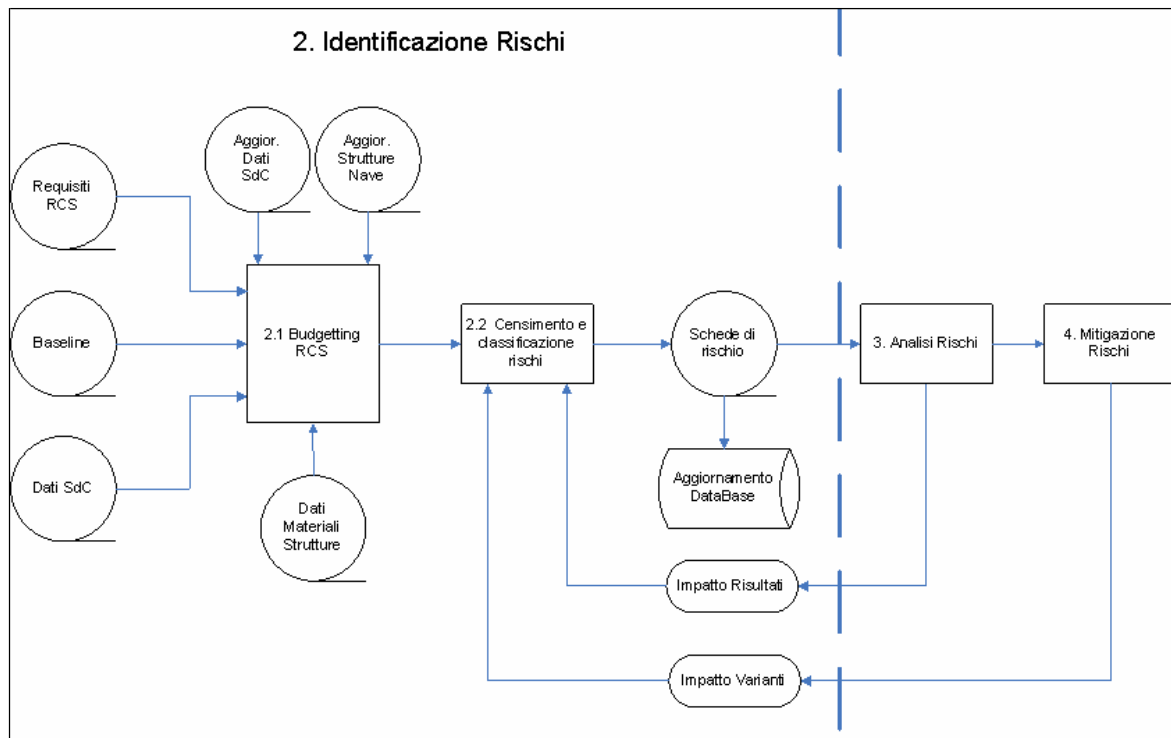 2. Identificazione Rischi
Aggior.
Dati
SdC
Aggior.
Strutture
Nave
Requisiti
RCS
Baseline
Dati SdC
2.1 Budgetting
RCS
Dati
Materiali
Strutture
2.2 Censimento e
classificazione
rischi
Schede di
rischio
Aggiornamento
DataBase
3. Analisi Rischi
4. Mitigazione
Rischi
Impatto Risultati
Impatto Varianti